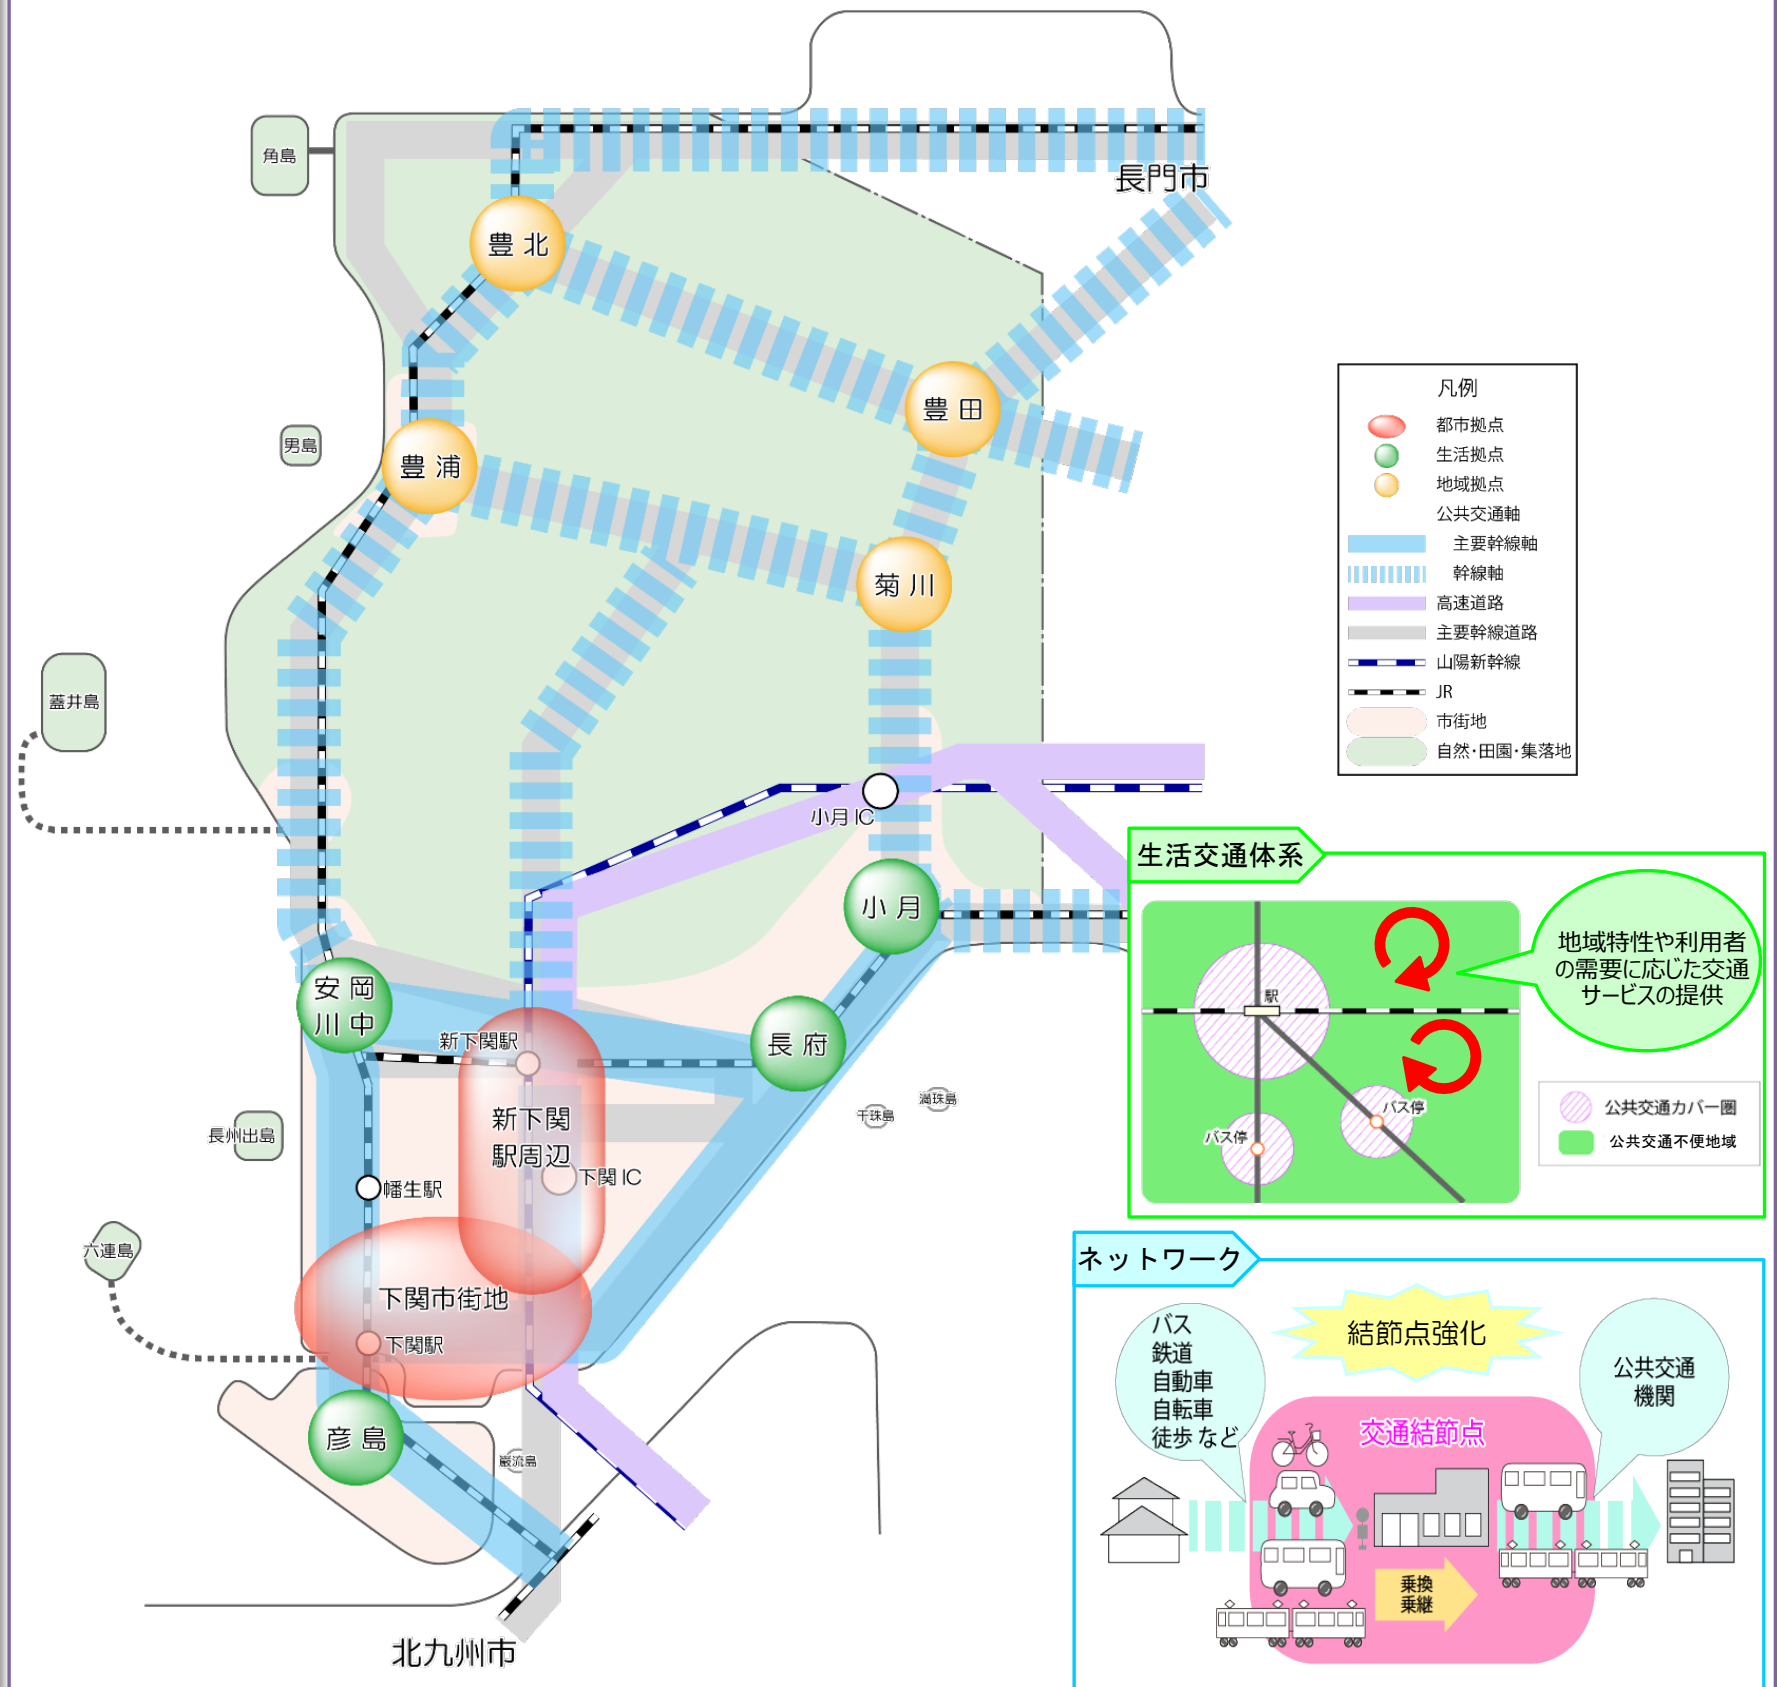 角島
長門市
豊北
豊田
豊浦
男島
菊川
蓋井島
小月 IC
小月
安岡
川中
新下関駅
長府
新下関
駅周辺
下関 IC
干珠島
満珠島
長州出島
幡生駅
六連島
下関市街地
下関駅
彦島
巌流島
北九州市
凡例
都市拠点
生活拠点
地域拠点
公共交通軸
主要幹線軸
幹線軸
高速道路
主要幹線道路
山陽新幹線
JR
市街地
自然・田園・集落地
生活交通体系
地域特性や利用者
の需要に応じた交通
サービスの提供
駅
バス停
バス停
公共交通カバー圏
公共交通不便地域
ネットワーク
バス
鉄道
自動車
自転車
徒歩 など
結節点強化
公共交通
機関
交通結節点
乗換
乗継